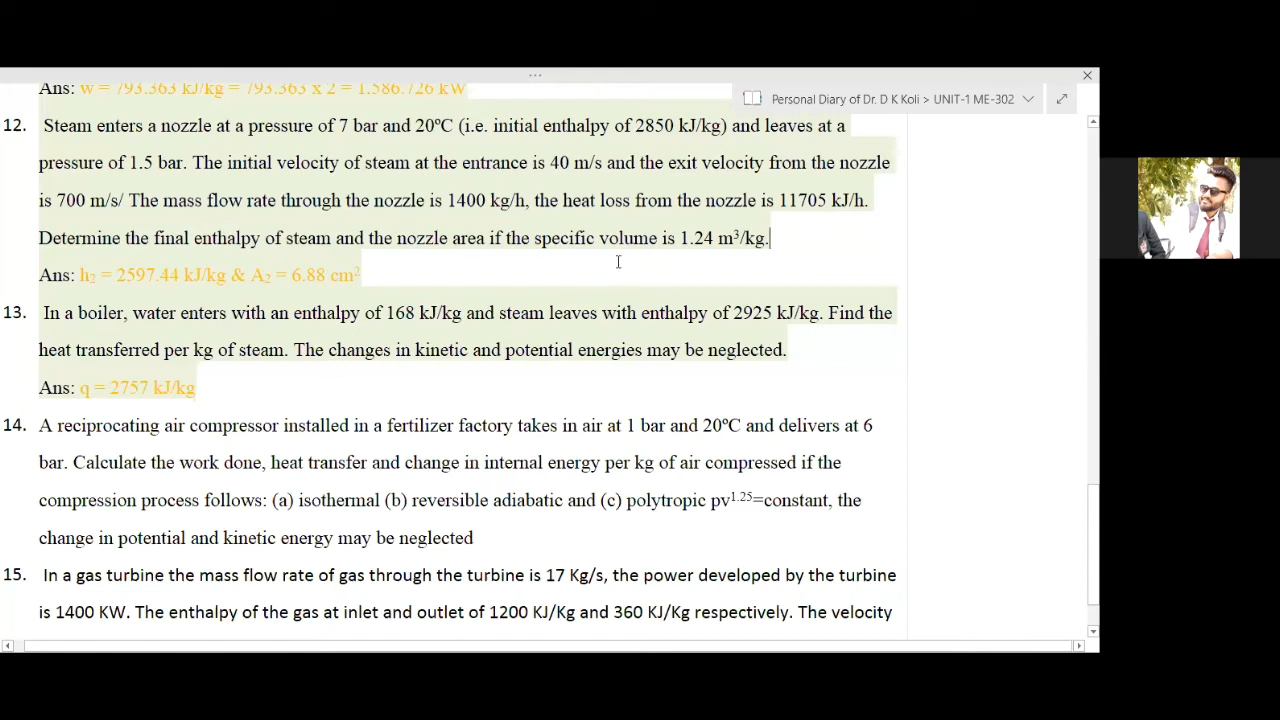 Ans: w = 793.363 kJ/kg = 793.363 x 2 = 1.586.726 kW
Personal Diary of Dr. D K Koli > UNIT-1 ME-302
12. Steam enters a nozzle at a pressure of 7 bar and 20ºC (i.e. initial enthalpy of 2850 kJ/kg) and leaves at a
pressure of 1.5 bar. The initial velocity of steam at the entrance is 40 m/s and the exit velocity from the nozzle
is 700 m/s/ The mass flow rate through the nozzle is 1400 kg/h, the heat loss from the nozzle is 11705 kJ/h.
Determine the final enthalpy of steam and the nozzle area if the specific volume is 1.24 m³/kg.
Ans: h₂ = 2597.44 kJ/kg & A₂ = 6.88 cm²
13. In a boiler, water enters with an enthalpy of 168 kJ/kg and steam leaves with enthalpy of 2925 kJ/kg. Find the
heat transferred per kg of steam. The changes in kinetic and potential energies may be neglected.
Ans: q = 2757 kJ/kg
14. A reciprocating air compressor installed in a fertilizer factory takes in air at 1 bar and 20ºC and delivers at 6
bar. Calculate the work done, heat transfer and change in internal energy per kg of air compressed if the
compression process follows: (a) isothermal (b) reversible adiabatic and (c) polytropic pv¹·²⁵=constant, the
change in potential and kinetic energy may be neglected
15. In a gas turbine the mass flow rate of gas through the turbine is 17 Kg/s, the power developed by the turbine
is 1400 KW. The enthalpy of the gas at inlet and outlet of 1200 KJ/Kg and 360 KJ/Kg respectively. The velocity